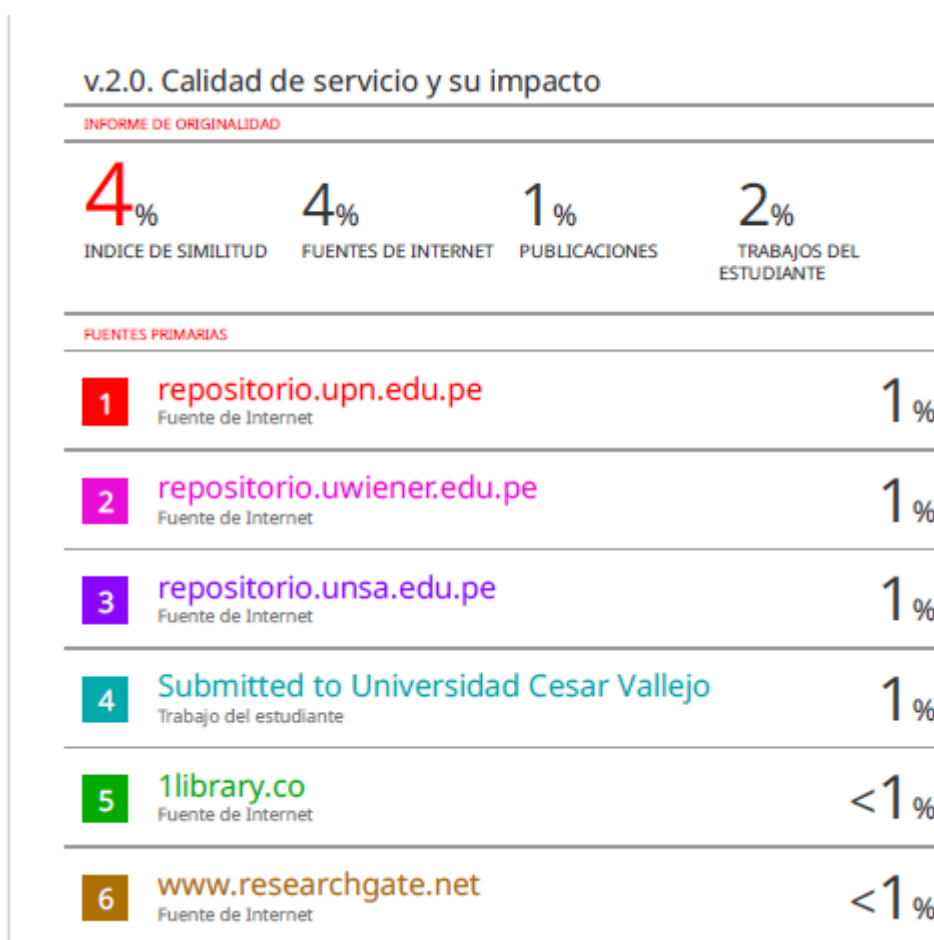 v.2.0. Calidad de servicio y su impacto
INFORME DE ORIGINALIDAD
4% 4% 1% 2%
INDICE DE SIMILITUD FUENTES DE INTERNET PUBLICACIONES TRABAJOS DEL
ESTUDIANTE
FUENTES PRIMARIAS
1 repositorio.upn.edu.pe 1%
Fuente de Internet
2 repositorio.uwiener.edu.pe 1%
Fuente de Internet
3 repositorio.unsa.edu.pe 1%
Fuente de Internet
4 Submitted to Universidad Cesar Vallejo 1%
Trabajo del estudiante
5 1library.co <1%
Fuente de Internet
6 www.researchgate.net <1%
Fuente de Internet